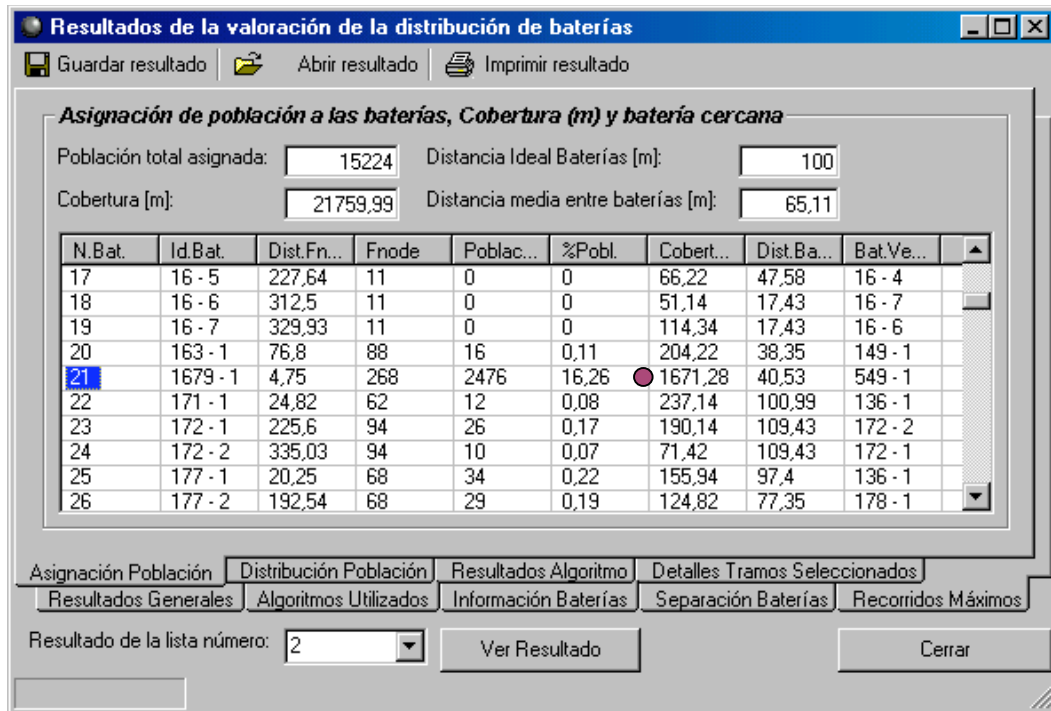 Resultados de la valoración de la distribución de baterías
Guardar resultado Abrir resultado Imprimir resultado
Asignación de población a las baterías, Cobertura (m) y batería cercana
Población total asignada: 15224 Distancia Ideal Baterías [m]: 100
Cobertura [m]: 21759,99 Distancia media entre baterías [m]: 65,11
N.Bat. Id.Bat. Dist.Fn... Fnode Poblac... %Pobl. Cobert... Dist.Ba... Bat.Ve...
17 16 - 5 227,64 11 0 0 66,22 47,58 16 - 4
18 16 - 6 312,5 11 0 0 51,14 17,43 16 - 7
19 16 - 7 329,93 11 0 0 114,34 17,43 16 - 6
20 163 - 1 76,8 88 16 0,11 204,22 38,35 149 - 1
21 1679 - 1 4,75 268 2476 16,26 1671,28 40,53 549 - 1
22 171 - 1 24,82 62 12 0,08 237,14 100,99 136 - 1
23 172 - 1 225,6 94 26 0,17 190,14 109,43 172 - 2
24 172 - 2 335,03 94 10 0,07 71,42 109,43 172 - 1
25 177 - 1 20,25 68 34 0,22 155,94 97,4 136 - 1
26 177 - 2 192,54 68 29 0,19 124,82 77,35 178 - 1
Asignación Población Distribución Población Resultados Algoritmo Detalles Tramos Seleccionados
Resultados Generales Algoritmos Utilizados Información Baterías Separación Baterías Recorridos Máximos
Resultado de la lista número: 2 Ver Resultado Cerrar